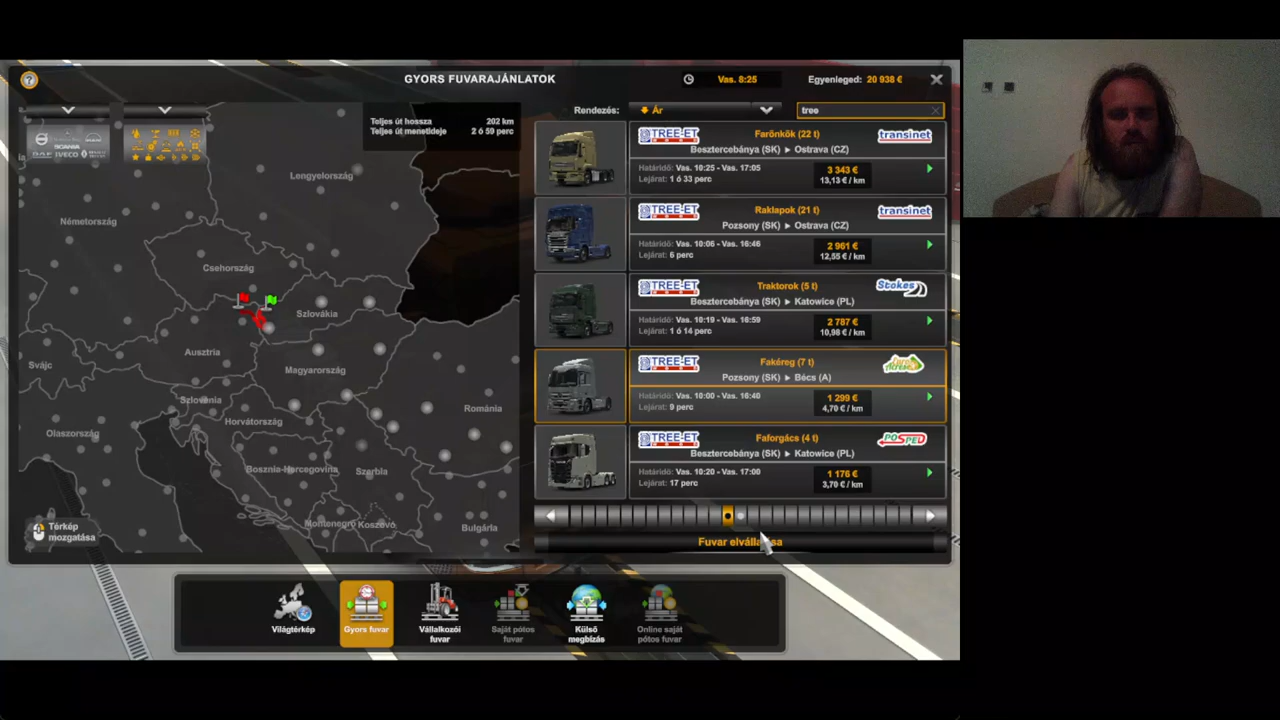 GYORS FUVARAJÁNLATOK
Vas. 8:25
Egyenleged: 20 938 €
Rendezés:
Ár
tree
Teljes út hossza 202 km
Teljes út menetideje 2 ó 59 perc
SCANIA
IVECO
Lengyelország
Németország
Csehország
Szlovákia
Ausztria
Svájc
Magyarország
Szlovénia
Románia
Horvátország
Olaszország
Bosznia-Hercegovina
Szerbia
Montenegró
Koszovó
Bulgária
Térkép
mozgatása
TREE-ET
Farönkök (22 t)
transinet
Besztercebánya (SK) ▶ Ostrava (CZ)
Határidő: Vas. 10:25 - Vas. 17:05
Lejárat: 1 ó 33 perc
3 343 €
13,13 € / km
TREE-ET
Raklapok (21 t)
transinet
Pozsony (SK) ▶ Ostrava (CZ)
Határidő: Vas. 10:06 - Vas. 16:46
Lejárat: 6 perc
2 961 €
12,55 € / km
TREE-ET
Traktorok (5 t)
Stokes
Besztercebánya (SK) ▶ Katowice (PL)
Határidő: Vas. 10:19 - Vas. 16:59
Lejárat: 1 ó 14 perc
2 787 €
10,98 € / km
TREE-ET
Fakéreg (7 t)
Pozsony (SK) ▶ Bécs (A)
Határidő: Vas. 10:00 - Vas. 16:40
Lejárat: 9 perc
1 299 €
4,70 € / km
TREE-ET
Faforgács (4 t)
POSPED
Besztercebánya (SK) ▶ Katowice (PL)
Határidő: Vas. 10:20 - Vas. 17:00
Lejárat: 17 perc
1 176 €
3,70 € / km
Fuvar
Világtérkép
Gyors fuvar
Vállalkozói
fuvar
Saját pótos
fuvar
Külső
megbízás
Online saját
pótos fuvar